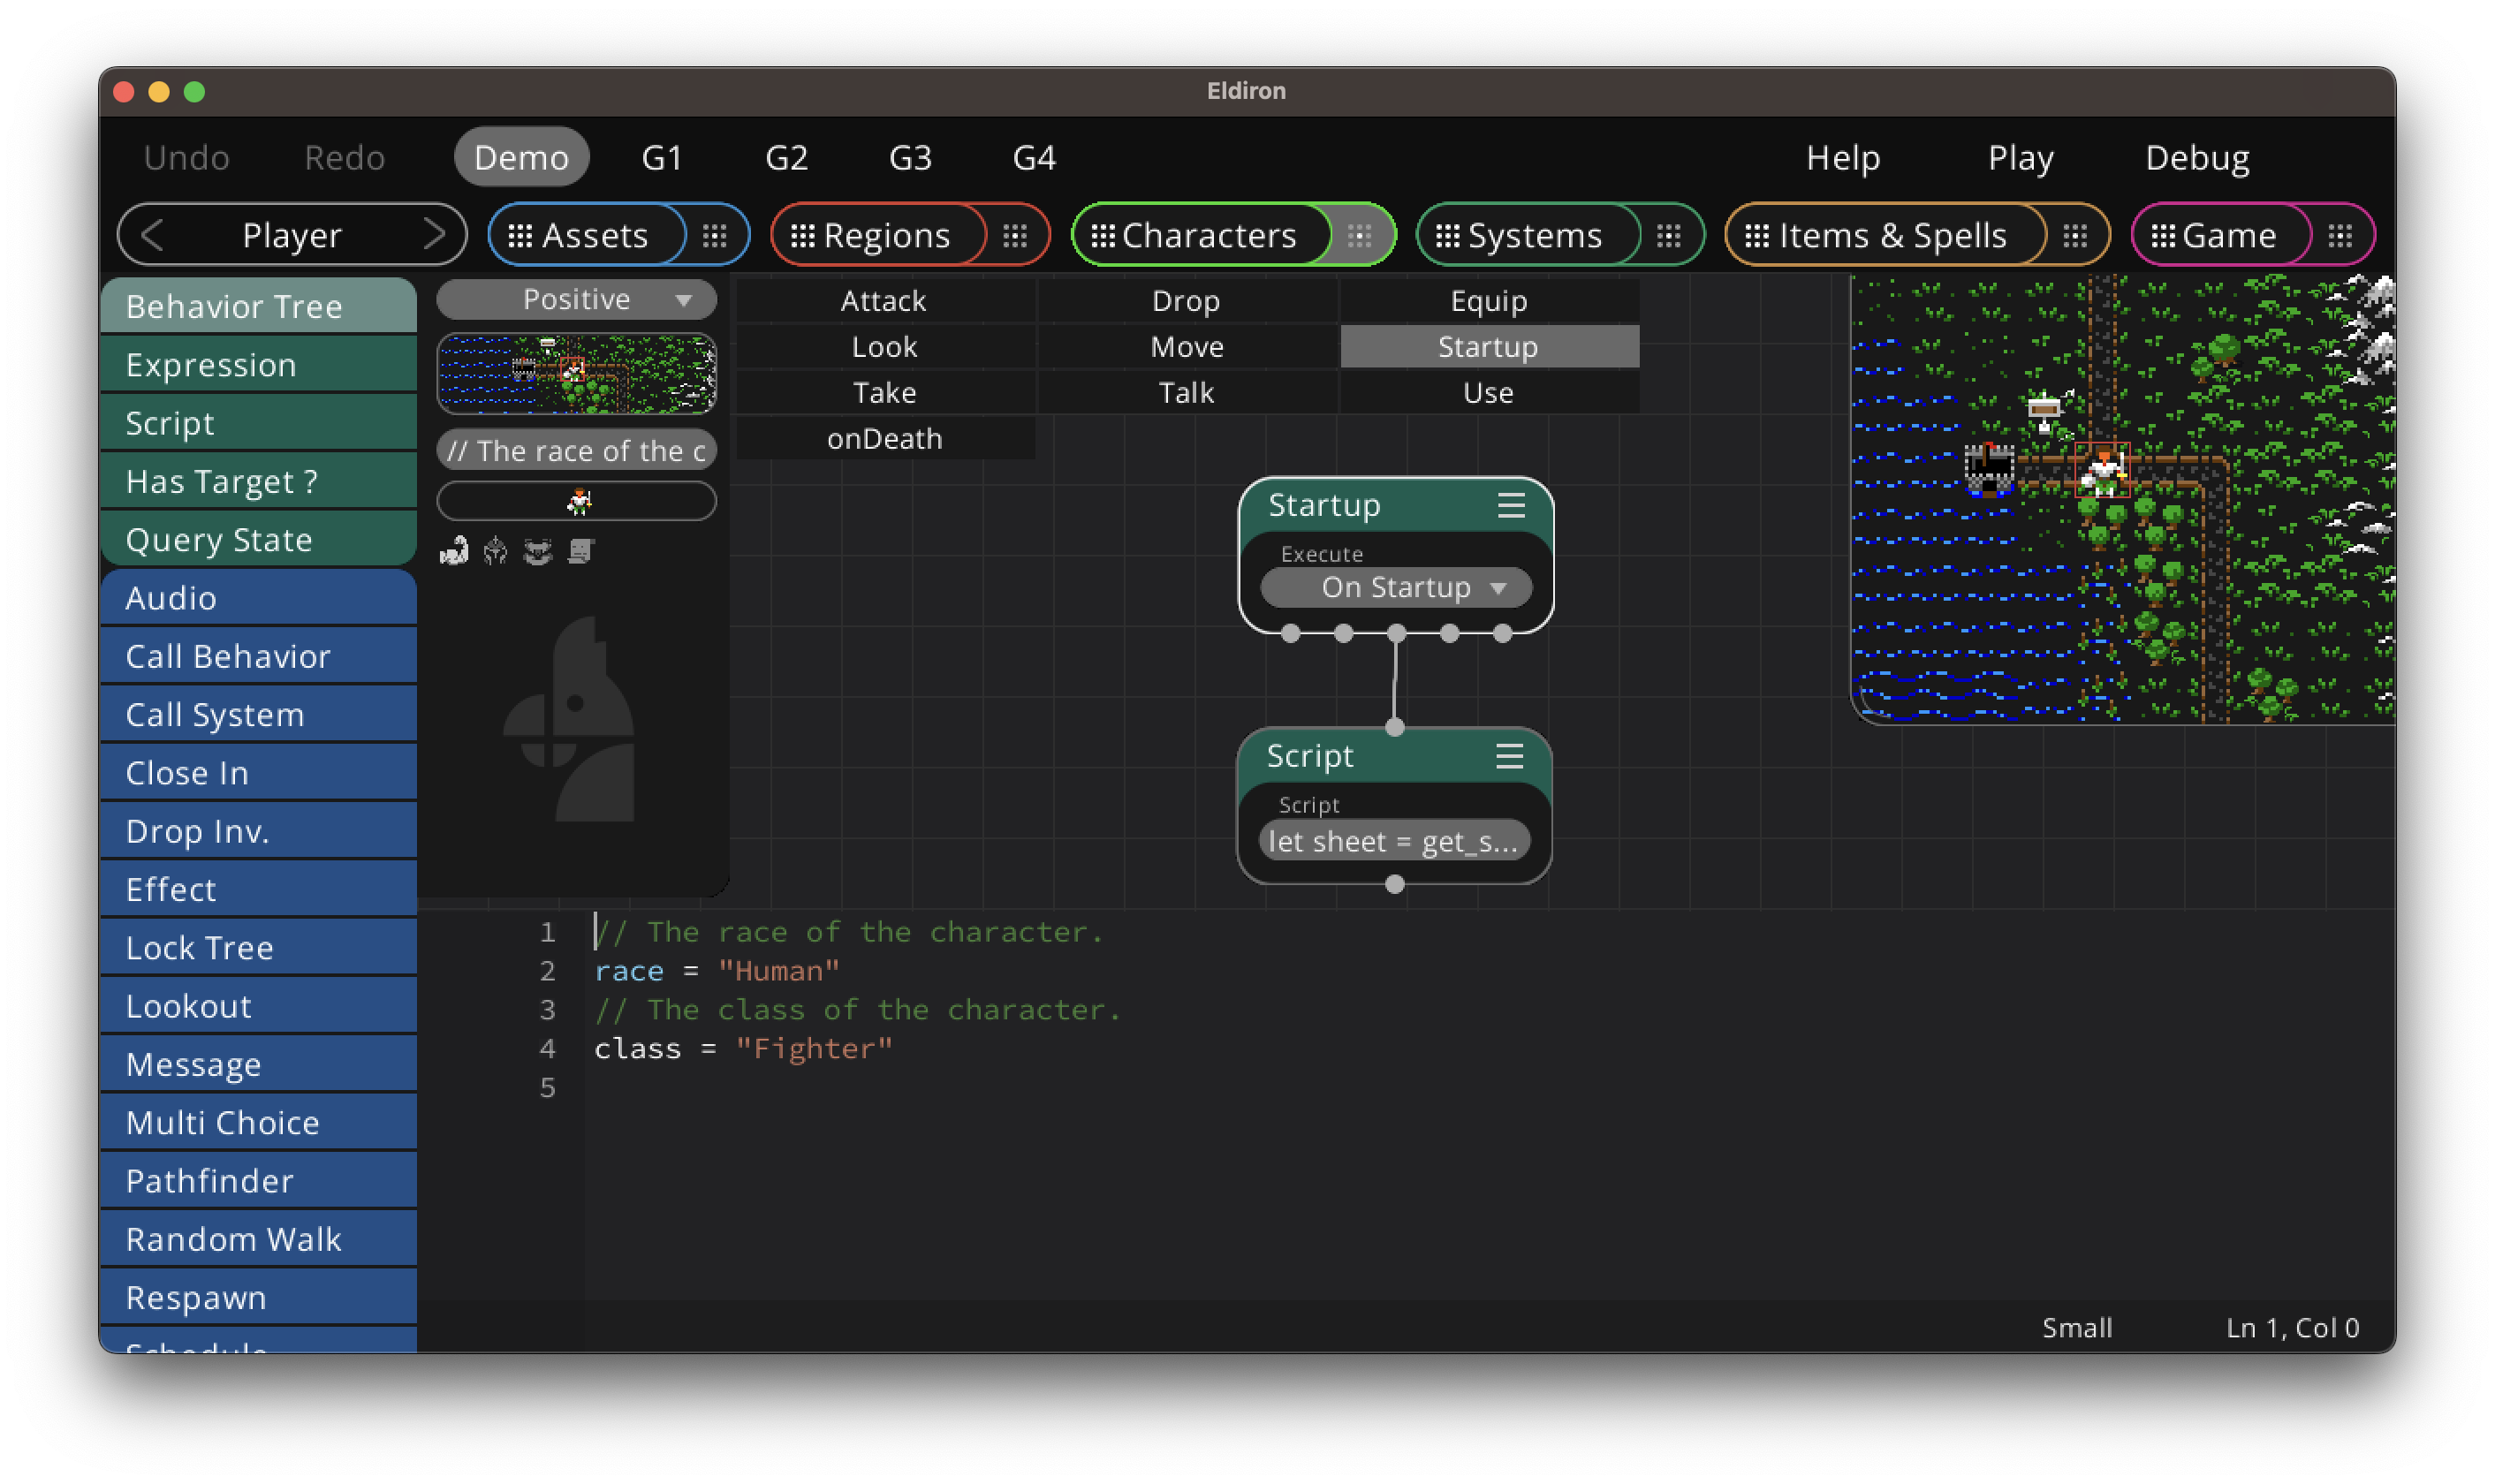 Eldiron
Undo Redo Demo G1 G2 G3 G4 Help Play Debug
Player Assets Regions Characters Systems Items & Spells Game
Behavior Tree
Expression
Script
Has Target ?
Query State
Audio
Call Behavior
Call System
Close In
Drop Inv.
Effect
Lock Tree
Lookout
Message
Multi Choice
Pathfinder
Random Walk
Respawn
Schedule
Positive
// The race of the c
Attack Drop Equip
Look Move Startup
Take Talk Use
onDeath
Startup
Execute
On Startup
Script
Script
let sheet = get_s...
1 // The race of the character.
2 race = "Human"
3 // The class of the character.
4 class = "Fighter"
5
Small Ln 1, Col 0